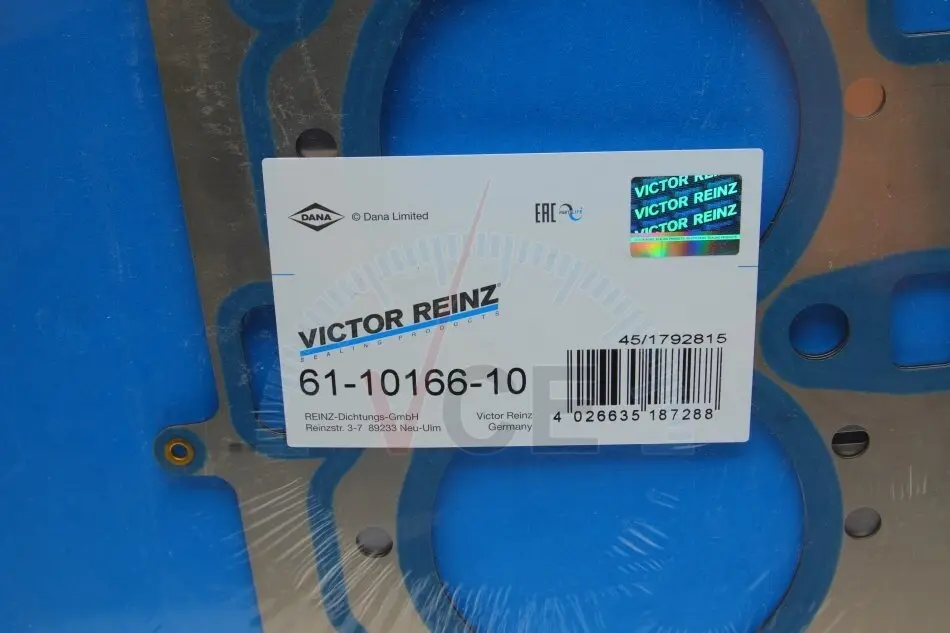 DANA © Dana Limited
EAC
VICTOR REINZ
VICTOR REINZ
VICTOR REINZ
VICTOR REINZ®
SEALING PRODUCTS
61-10166-10
REINZ-Dichtungs-GmbH
Reinzstr. 3-7 89233 Neu-Ulm
Victor Reinz
Germany
45/1792815
4 026635 187288